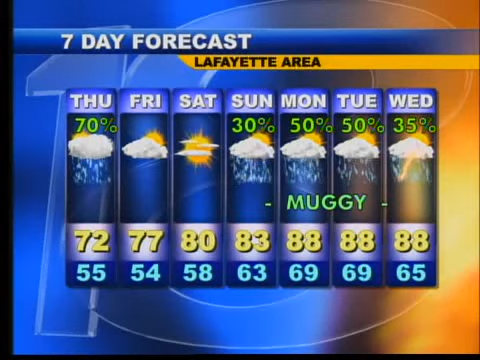 7 DAY FORECAST
LAFAYETTE AREA
THU FRI SAT SUN MON TUE WED
70% 30% 50% 50% 35%
- MUGGY -
72 77 80 83 88 88 88
55 54 58 63 69 69 65